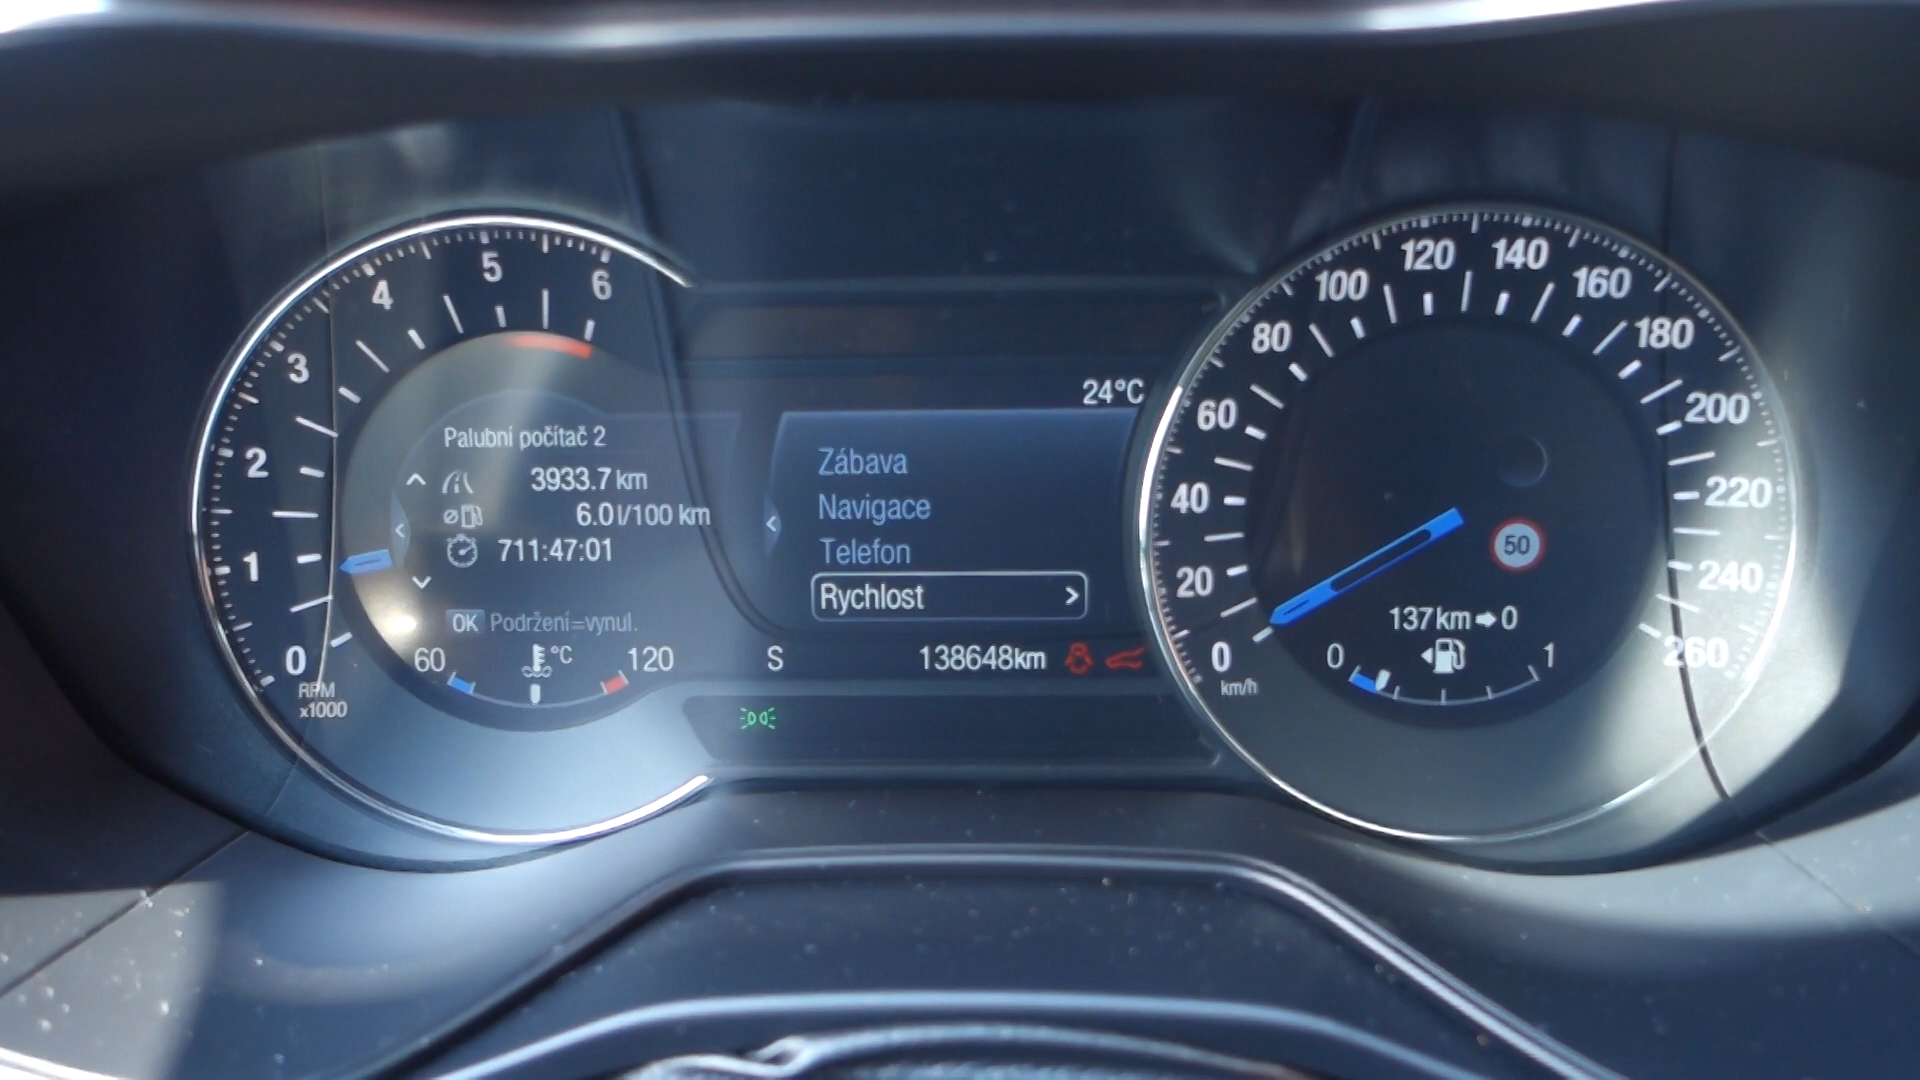 0
1
2
3
4
5
6
RPM
x1000
Palubní počítač 2
3933.7 km
6.0 l/100 km
711:47:01
OK Podržení=vynul.
60
°C
120
24°C
Zábava
Navigace
Telefon
Rychlost
S
138648km
0
20
40
60
80
100
120
140
160
180
200
220
240
260
km/h
50
137km 0
0
1